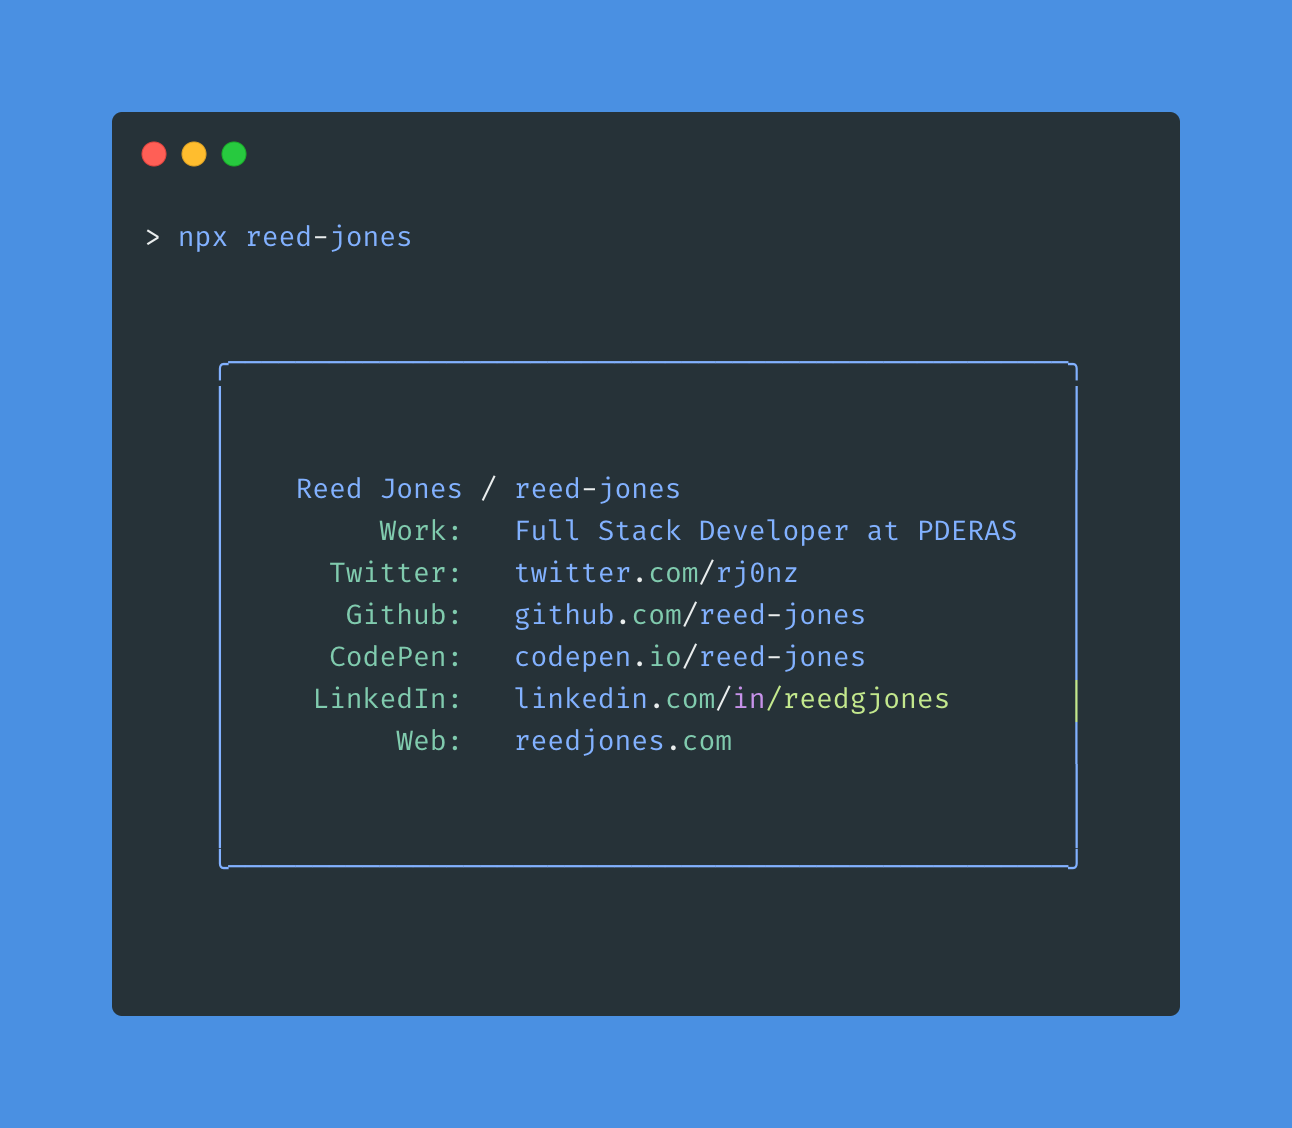 > npx reed-jones
Reed Jones / reed-jones
Work: Full Stack Developer at PDERAS
Twitter: twitter.com/rj0nz
Github: github.com/reed-jones
CodePen: codepen.io/reed-jones
LinkedIn: linkedin.com/in/reedgjones
Web: reedjones.com